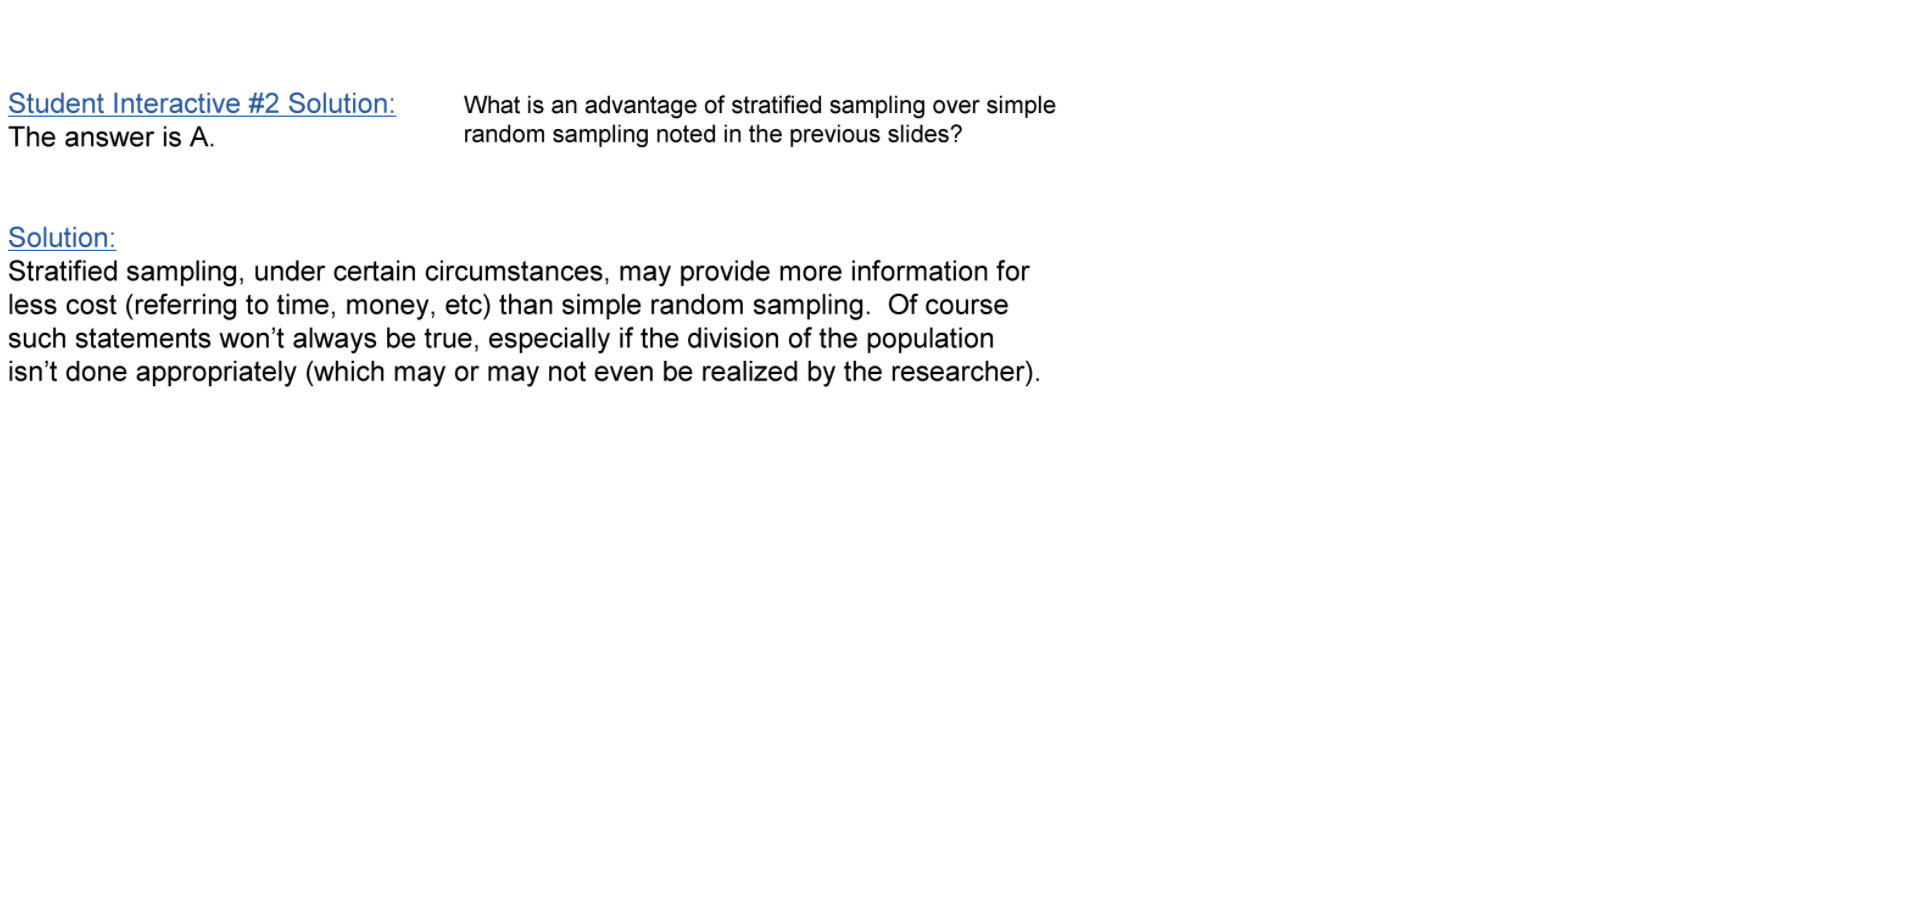 Student Interactive #2 Solution:
The answer is A.
What is an advantage of stratified sampling over simple
random sampling noted in the previous slides?
Solution:
Stratified sampling, under certain circumstances, may provide more information for
less cost (referring to time, money, etc) than simple random sampling.  Of course
such statements won’t always be true, especially if the division of the population
isn’t done appropriately (which may or may not even be realized by the researcher).